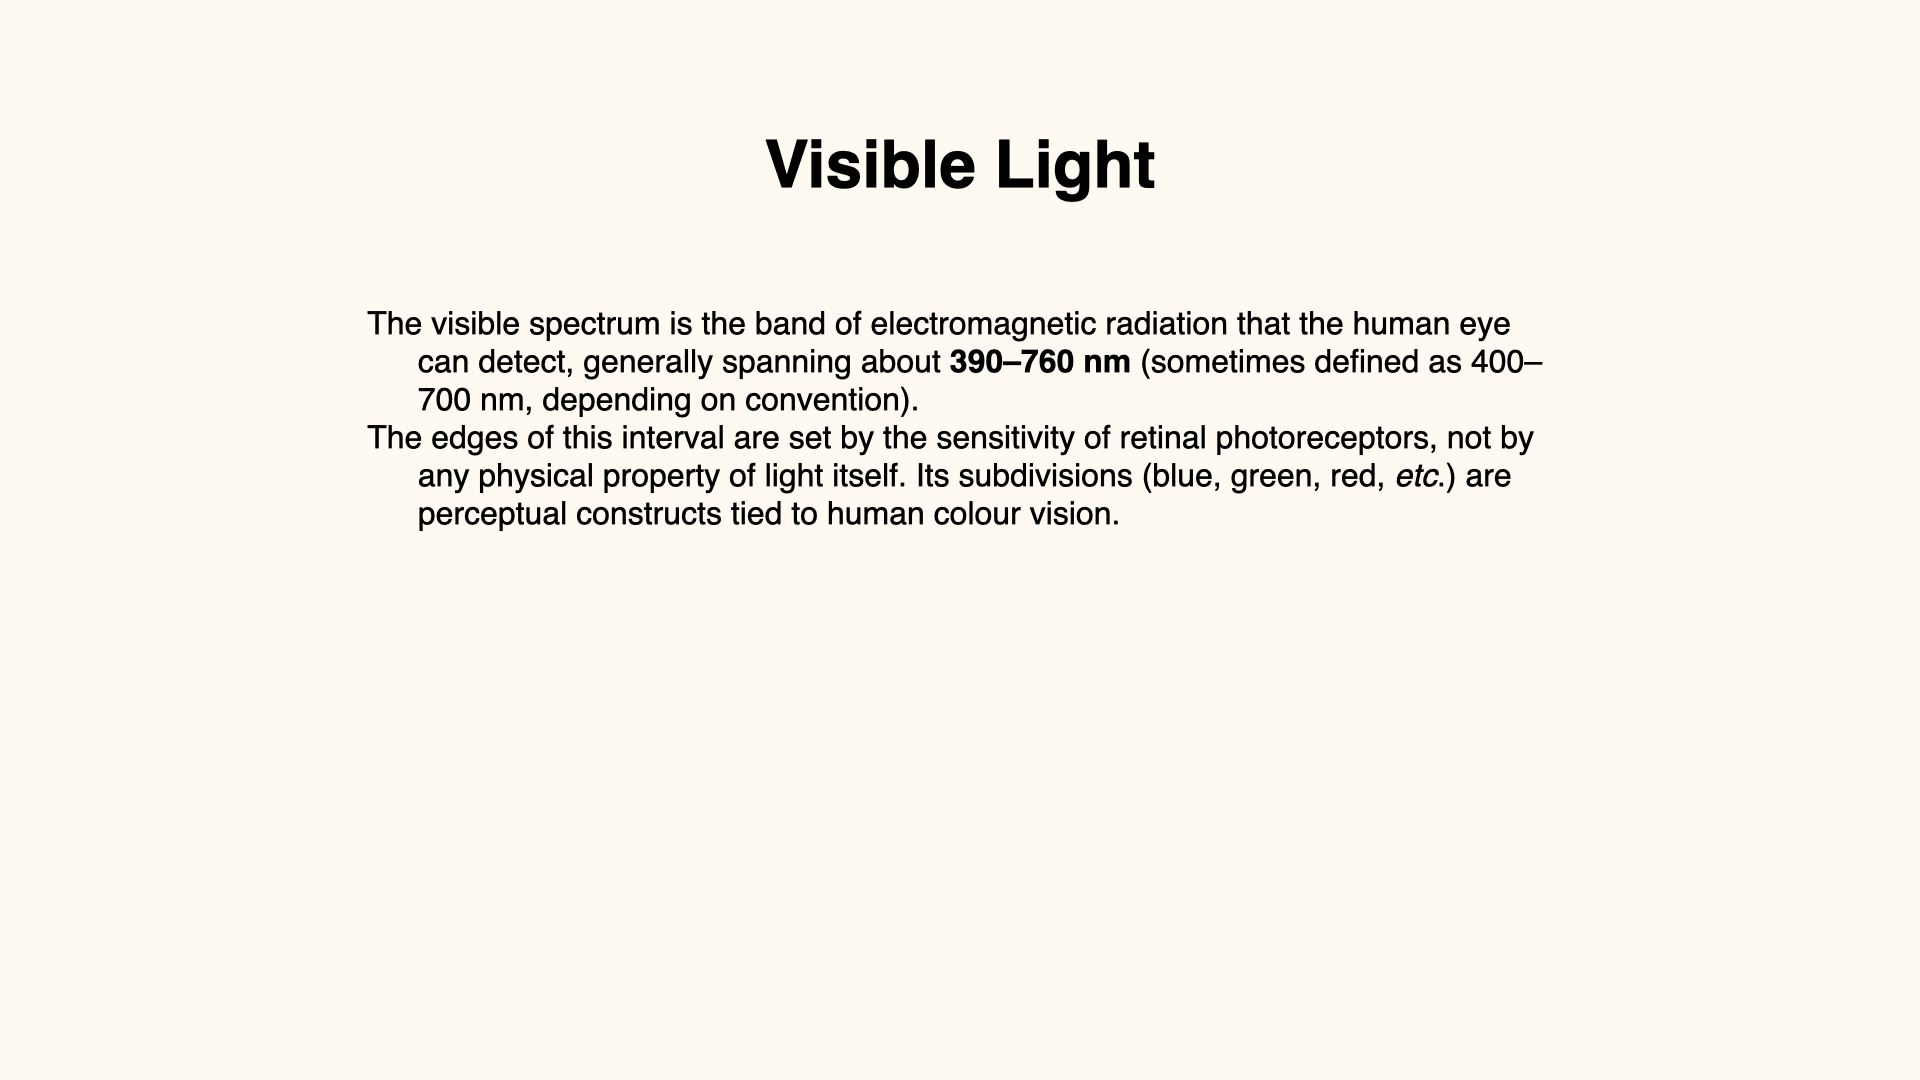 Visible Light
The visible spectrum is the band of electromagnetic radiation that the human eye
can detect, generally spanning about 390–760 nm (sometimes defined as 400–
700 nm, depending on convention).
The edges of this interval are set by the sensitivity of retinal photoreceptors, not by
any physical property of light itself. Its subdivisions (blue, green, red, etc.) are
perceptual constructs tied to human colour vision.